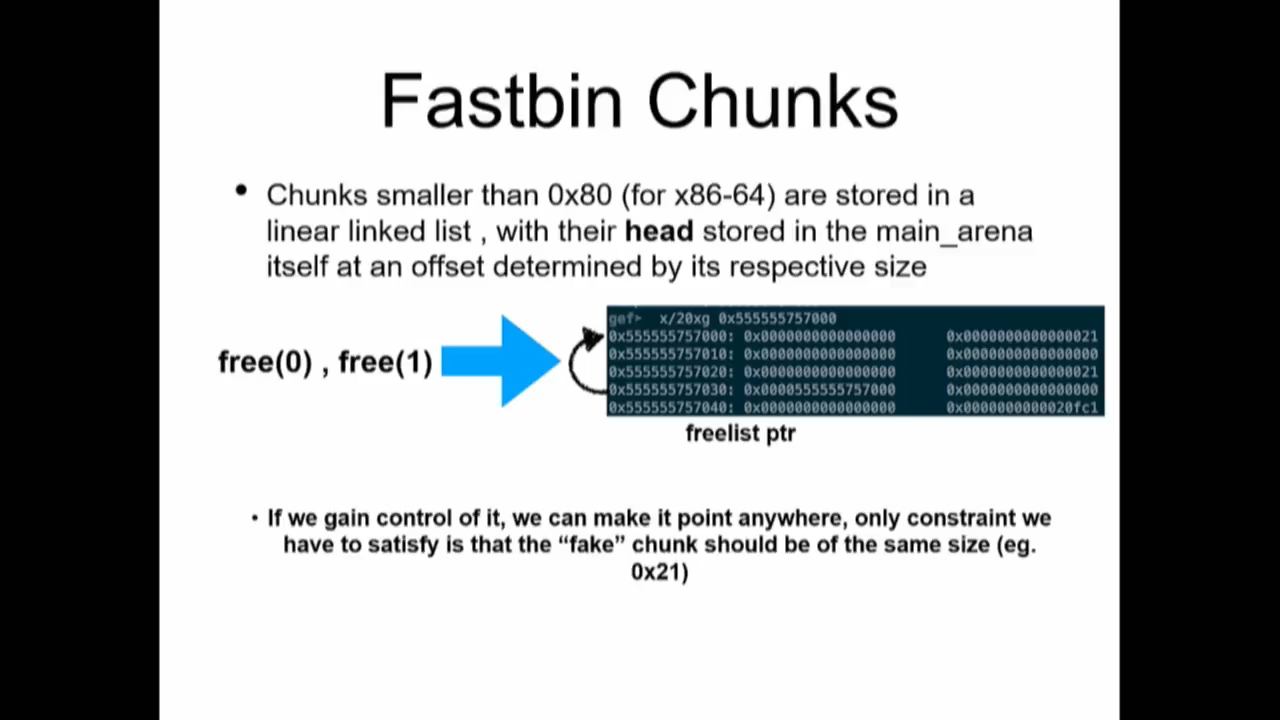 Fastbin Chunks
• Chunks smaller than 0x80 (for x86-64) are stored in a
linear linked list , with their head stored in the main_arena
itself at an offset determined by its respective size
free(0) , free(1)
gef> x/20xg 0x555555757000
0x555555757000: 0x0000000000000000 0x0000000000000021
0x555555757010: 0x0000000000000000 0x0000000000000000
0x555555757020: 0x0000000000000000 0x0000000000000021
0x555555757030: 0x0000555555757000 0x0000000000000000
0x555555757040: 0x0000000000000000 0x0000000000020fc1
freelist ptr
• If we gain control of it, we can make it point anywhere, only constraint we
have to satisfy is that the “fake” chunk should be of the same size (eg.
0x21)